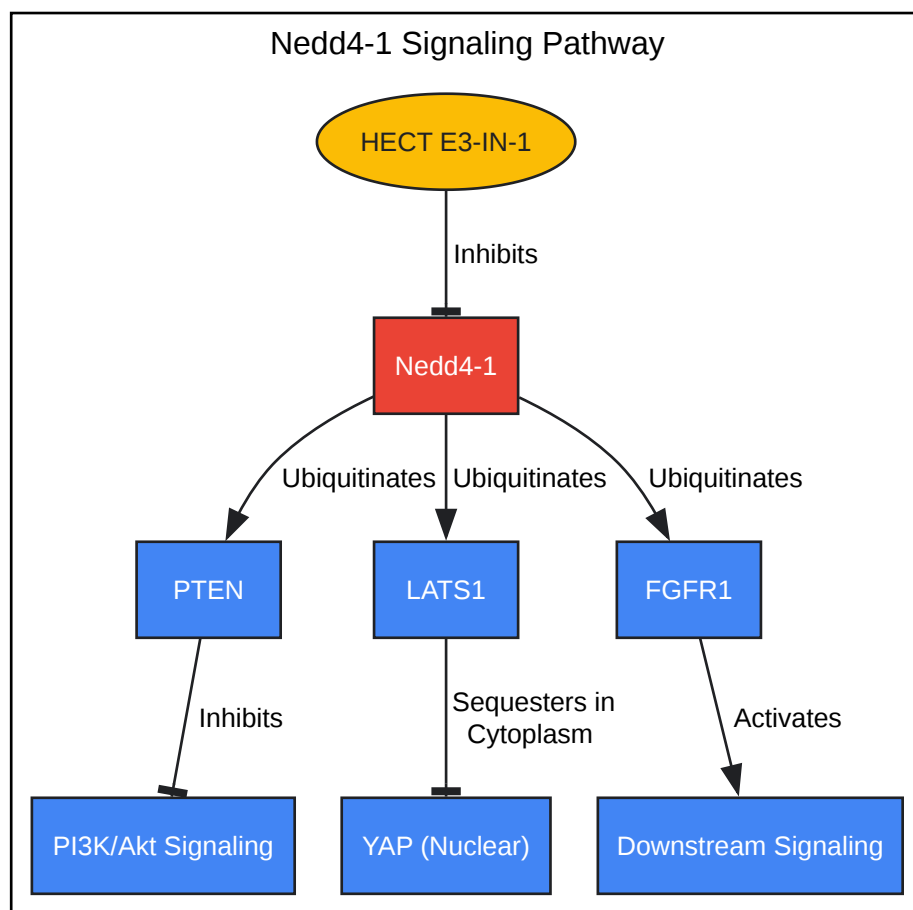 Nedd4-1 Signaling Pathway
HECT E3-IN-1
Inhibits
Nedd4-1
Ubiquitinates
Ubiquitinates
Ubiquitinates
PTEN
LATS1
FGFR1
Inhibits
Sequesters in
Cytoplasm
Activates
PI3K/Akt Signaling
YAP (Nuclear)
Downstream Signaling